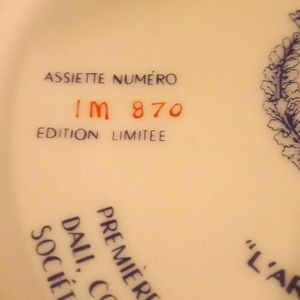 ASSIETTE NUMÉRO
IM 870
EDITION LIMITEE
PREMIÈRE
DALI, CO
SOCIÉT
"L'AR